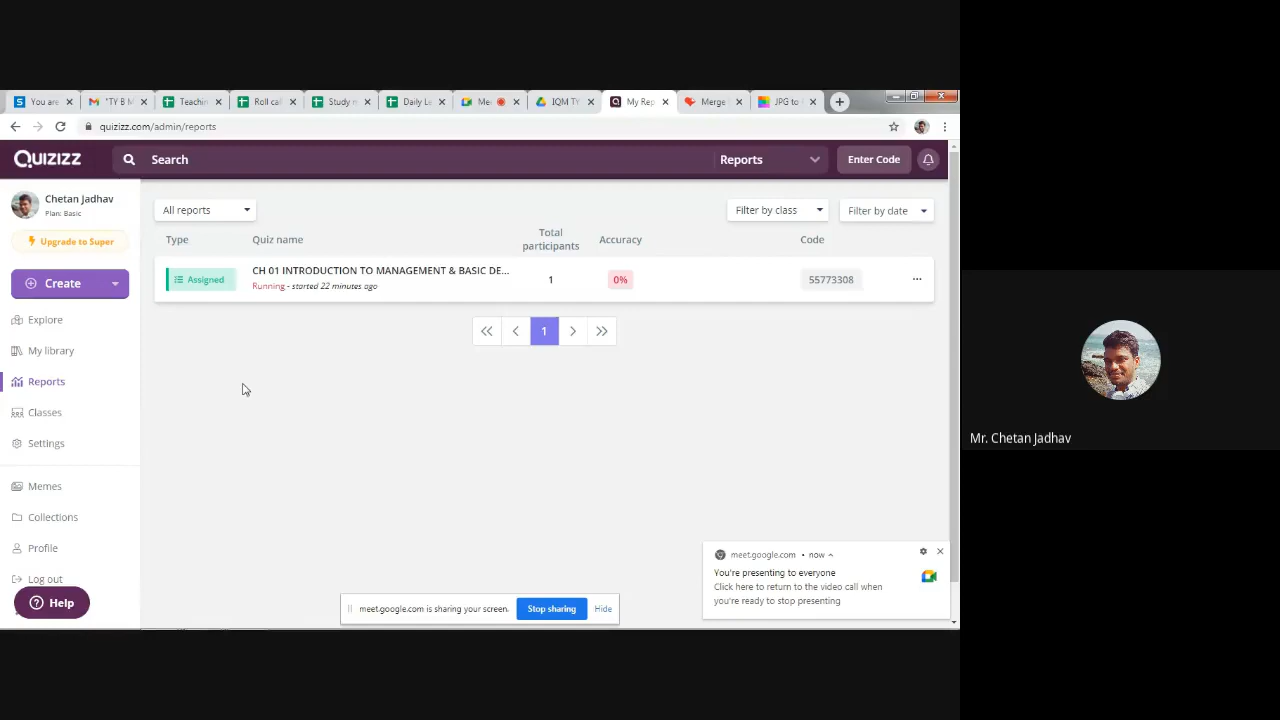 You are
"TY B M
Teachin
Roll ca
Study n
Daily Le
Mee
IQM TY
My Rep
Merge
JPG to
quizizz.com/admin/reports
QUIZIZZ
Search
Reports
Enter Code
Chetan Jadhav
Plan: Basic
Upgrade to Super
Create
Explore
My library
Reports
Classes
Settings
Memes
Collections
Profile
Log out
Help
All reports
Filter by class
Filter by date
Type
Quiz name
Total
participants
Accuracy
Code
Assigned
CH 01 INTRODUCTION TO MANAGEMENT & BASIC DE...
Running - started 22 minutes ago
1
0%
55773308
1
meet.google.com • now
You're presenting to everyone
Click here to return to the video call when
you're ready to stop presenting
meet.google.com is sharing your screen.
Stop sharing
Hide
Mr. Chetan Jadhav